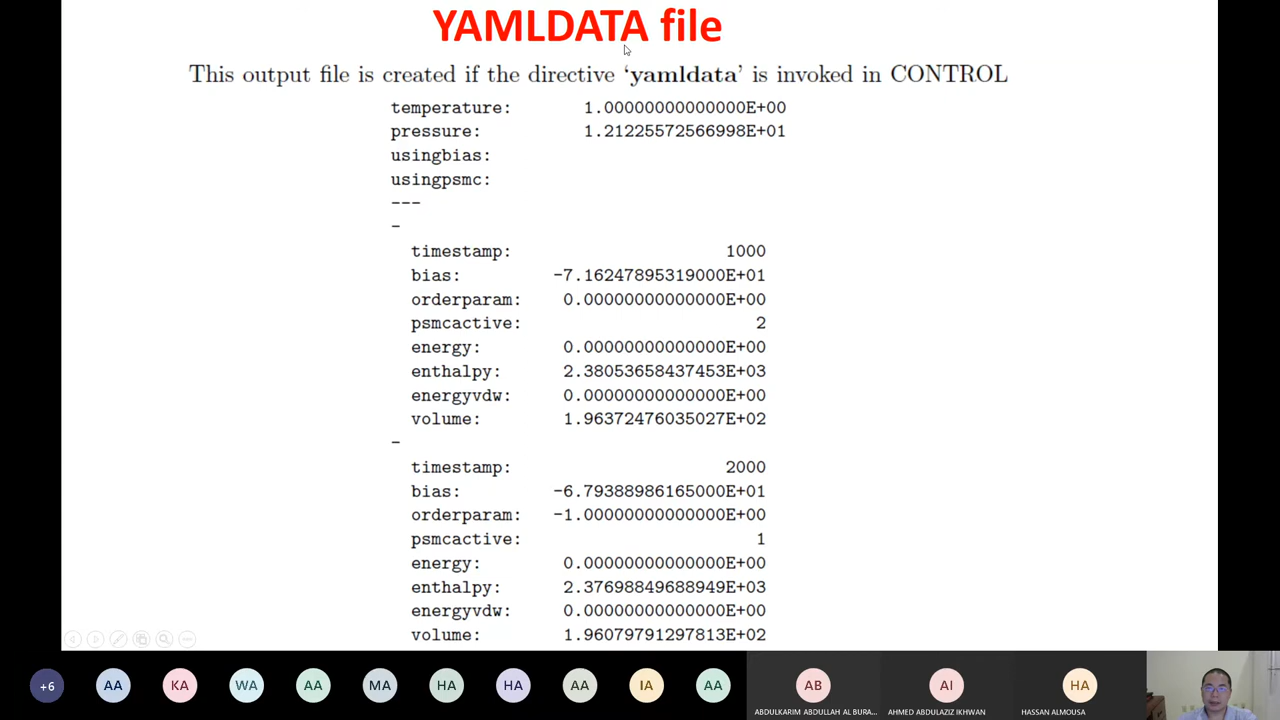 YAMLDATA file
This output file is created if the directive ‘yamldata’ is invoked in CONTROL
temperature: 1.00000000000000E+00
pressure: 1.21225572566998E+01
usingbias:
usingpsmc:
---
-
timestamp: 1000
bias: -7.16247895319000E+01
orderparam: 0.00000000000000E+00
psmcactive: 2
energy: 0.00000000000000E+00
enthalpy: 2.38053658437453E+03
energyvdw: 0.00000000000000E+00
volume: 1.96372476035027E+02
-
timestamp: 2000
bias: -6.79388986165000E+01
orderparam: -1.00000000000000E+00
psmcactive: 1
energy: 0.00000000000000E+00
enthalpy: 2.37698849688949E+03
energyvdw: 0.00000000000000E+00
volume: 1.96079791297813E+02
+6 AA KA WA AA MA HA HA AA IA AA AB AI HA
ABDULKARIM ABDULLAH AL BURA... AHMED ABDULAZIZ IKHWAN HASSAN ALMOUSA